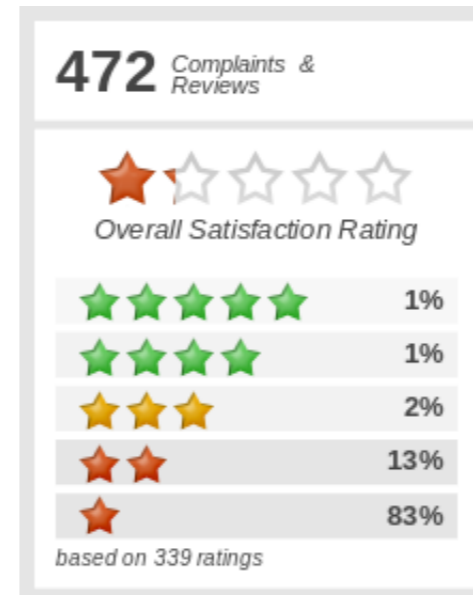 472 Complaints &
Reviews
Overall Satisfaction Rating
1%
1%
2%
13%
83%
based on 339 ratings